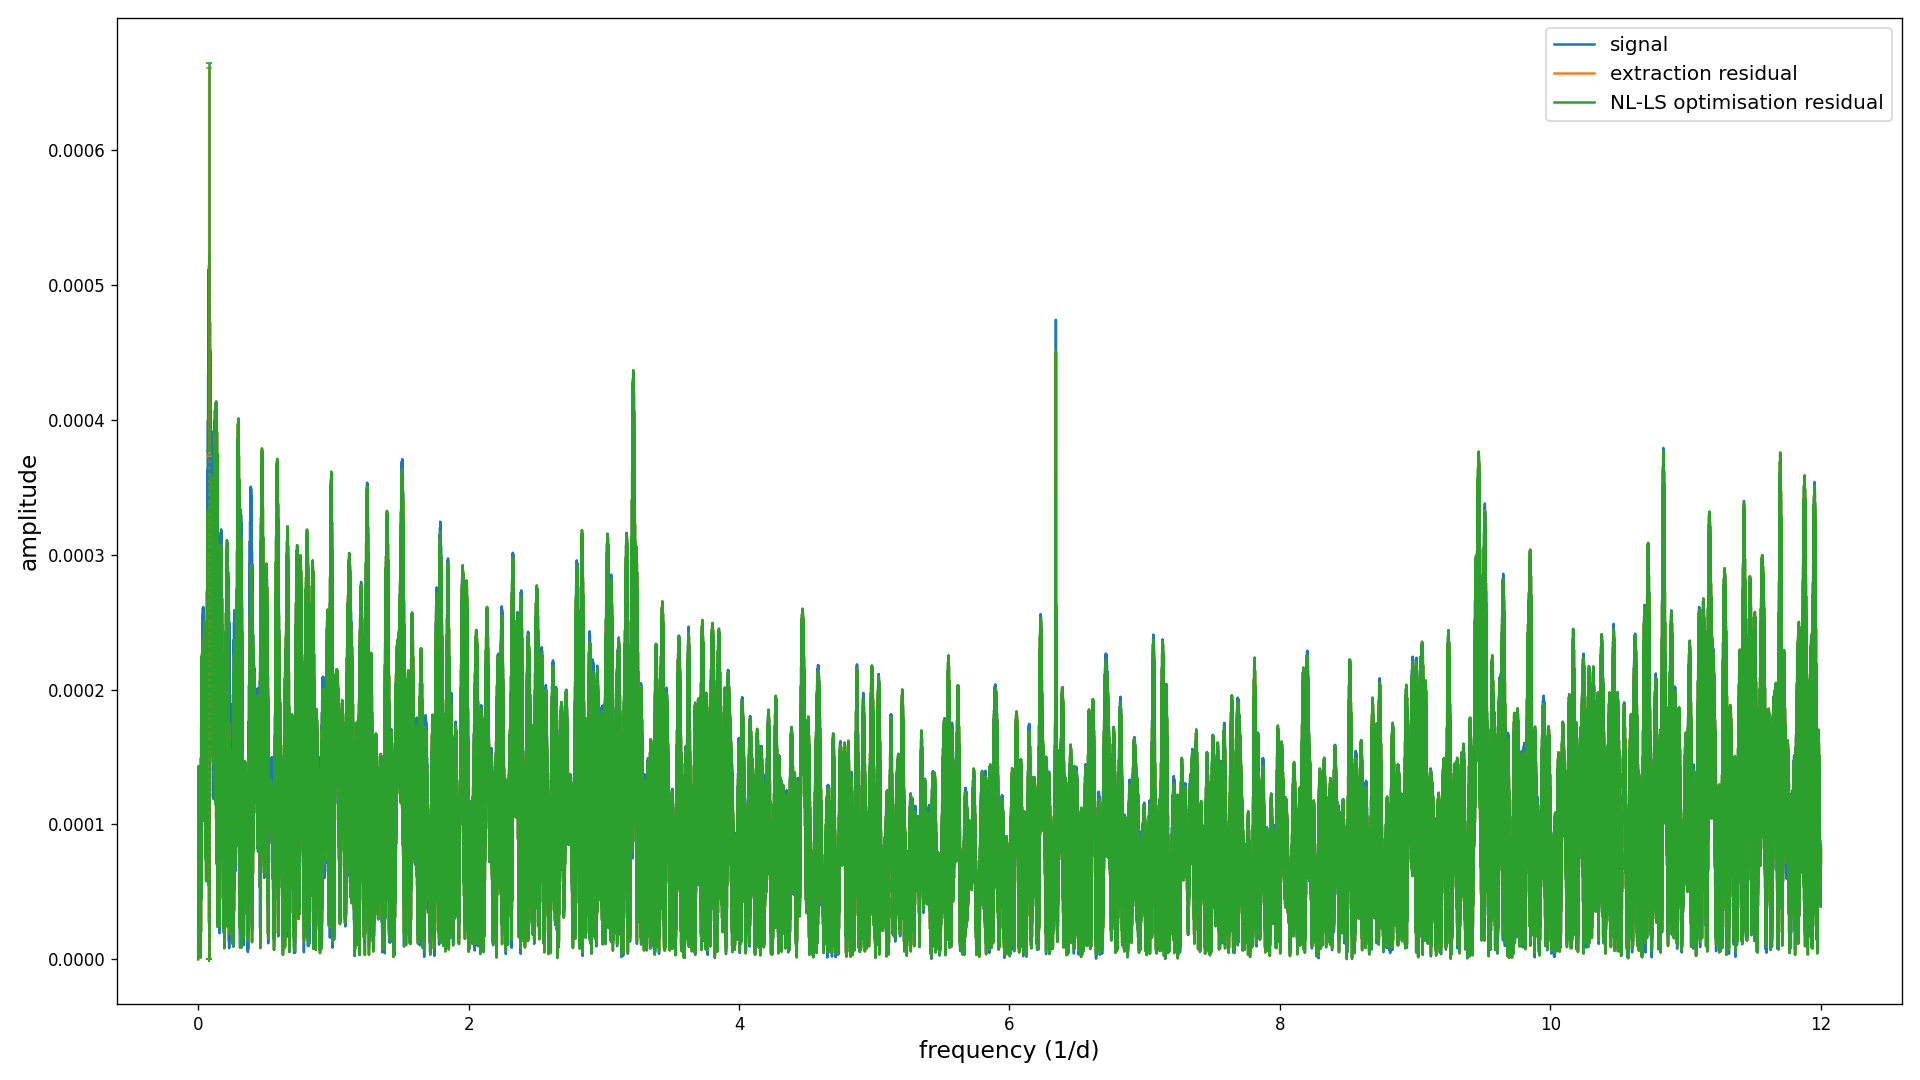 signal
extraction residual
NL-LS optimisation residual
0.0006
0.0005
0.0004
0.0003
0.0002
0.0001
0.0000
amplitude
0 2 4 6 8 10 12
frequency (1/d)